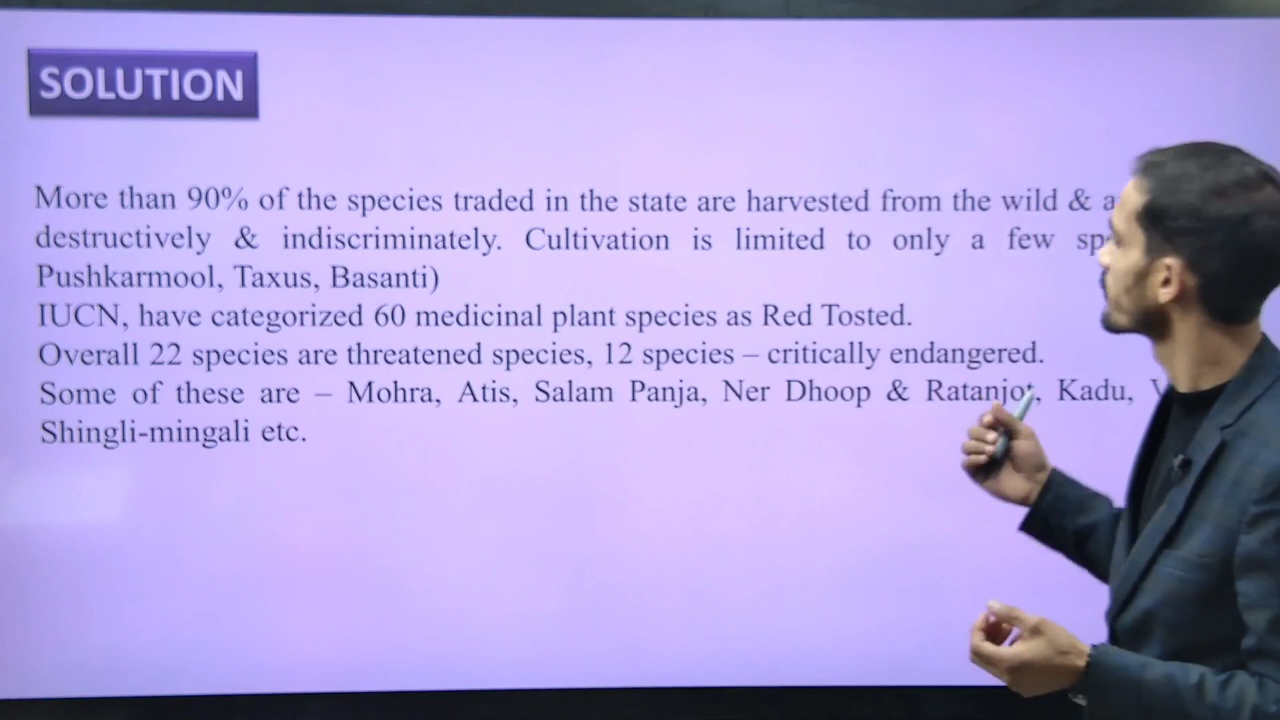 SOLUTION
More than 90% of the species traded in the state are harvested from the wild &
destructively & indiscriminately. Cultivation is limited to only a few
Pushkarmool, Taxus, Basanti)
IUCN, have categorized 60 medicinal plant species as Red Tosted.
Overall 22 species are threatened species, 12 species – critically endangered.
Some of these are – Mohra, Atis, Salam Panja, Ner Dhoop & Ratanjot, Kadu,
Shingli-mingali etc.